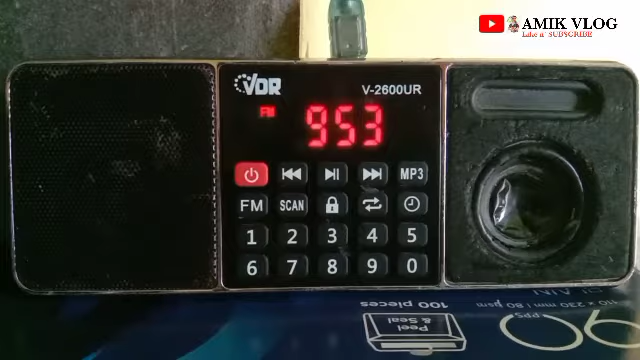 AMIK VLOG
Like n' SUBSCRIBE
VDR
V-2600UR
FM
953
MP3
FM SCAN
1 2 3 4 5
6 7 8 9 0
100 pieces
Peel
& Seal